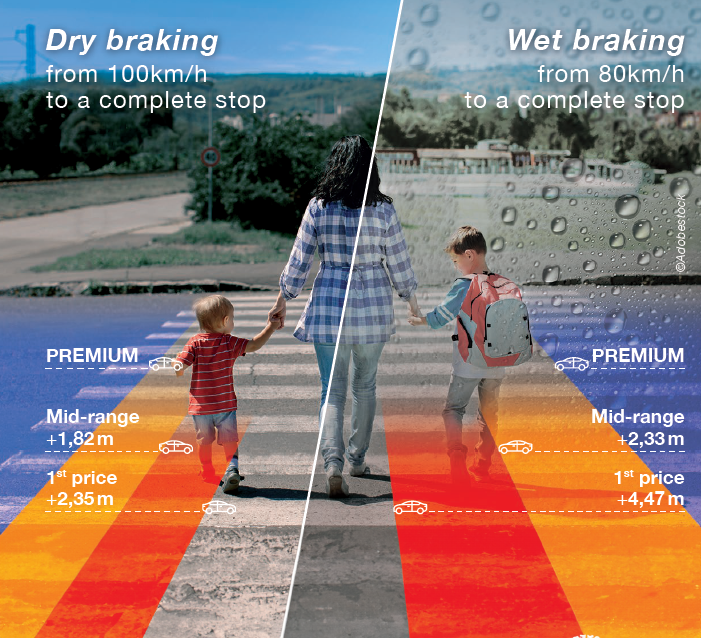 Dry braking
from 100km/h
to a complete stop
Wet braking
from 80km/h
to a complete stop
©Adobestock
PREMIUM
Mid-range
+1,82 m
1st price
+2,35 m
PREMIUM
Mid-range
+2,33 m
1st price
+4,47 m